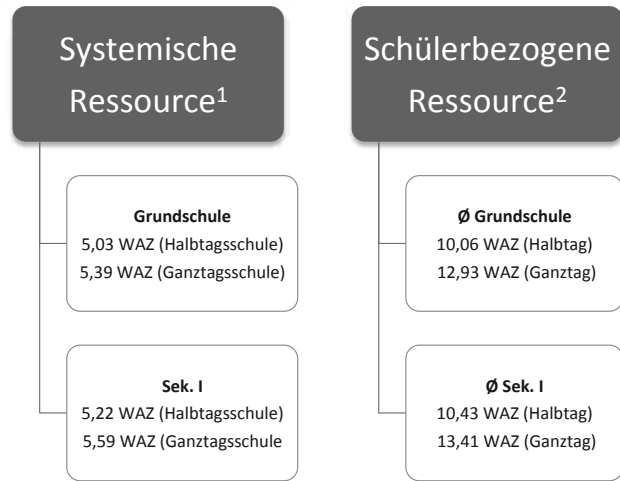 Systemische
Ressource¹
Grundschule
5,03 WAZ (Halbtagsschule)
5,39 WAZ (Ganztagsschule)
Sek. I
5,22 WAZ (Halbtagsschule)
5,59 WAZ (Ganztagsschule
Schülerbezogene
Ressource²
Ø Grundschule
10,06 WAZ (Halbtag)
12,93 WAZ (Ganztag)
Ø Sek. I
10,43 WAZ (Halbtag)
13,41 WAZ (Ganztag)